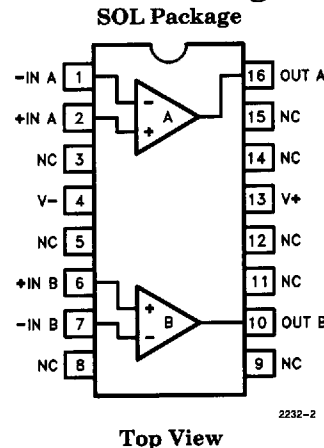 SOL Package
-IN A 1 16 OUT A
+IN A 2 15 NC
NC 3 14 NC
V- 4 13 V+
NC 5 12 NC
+IN B 6 11 NC
-IN B 7 10 OUT B
NC 8 9 NC
- + A
+ - B
2232-2
Top View